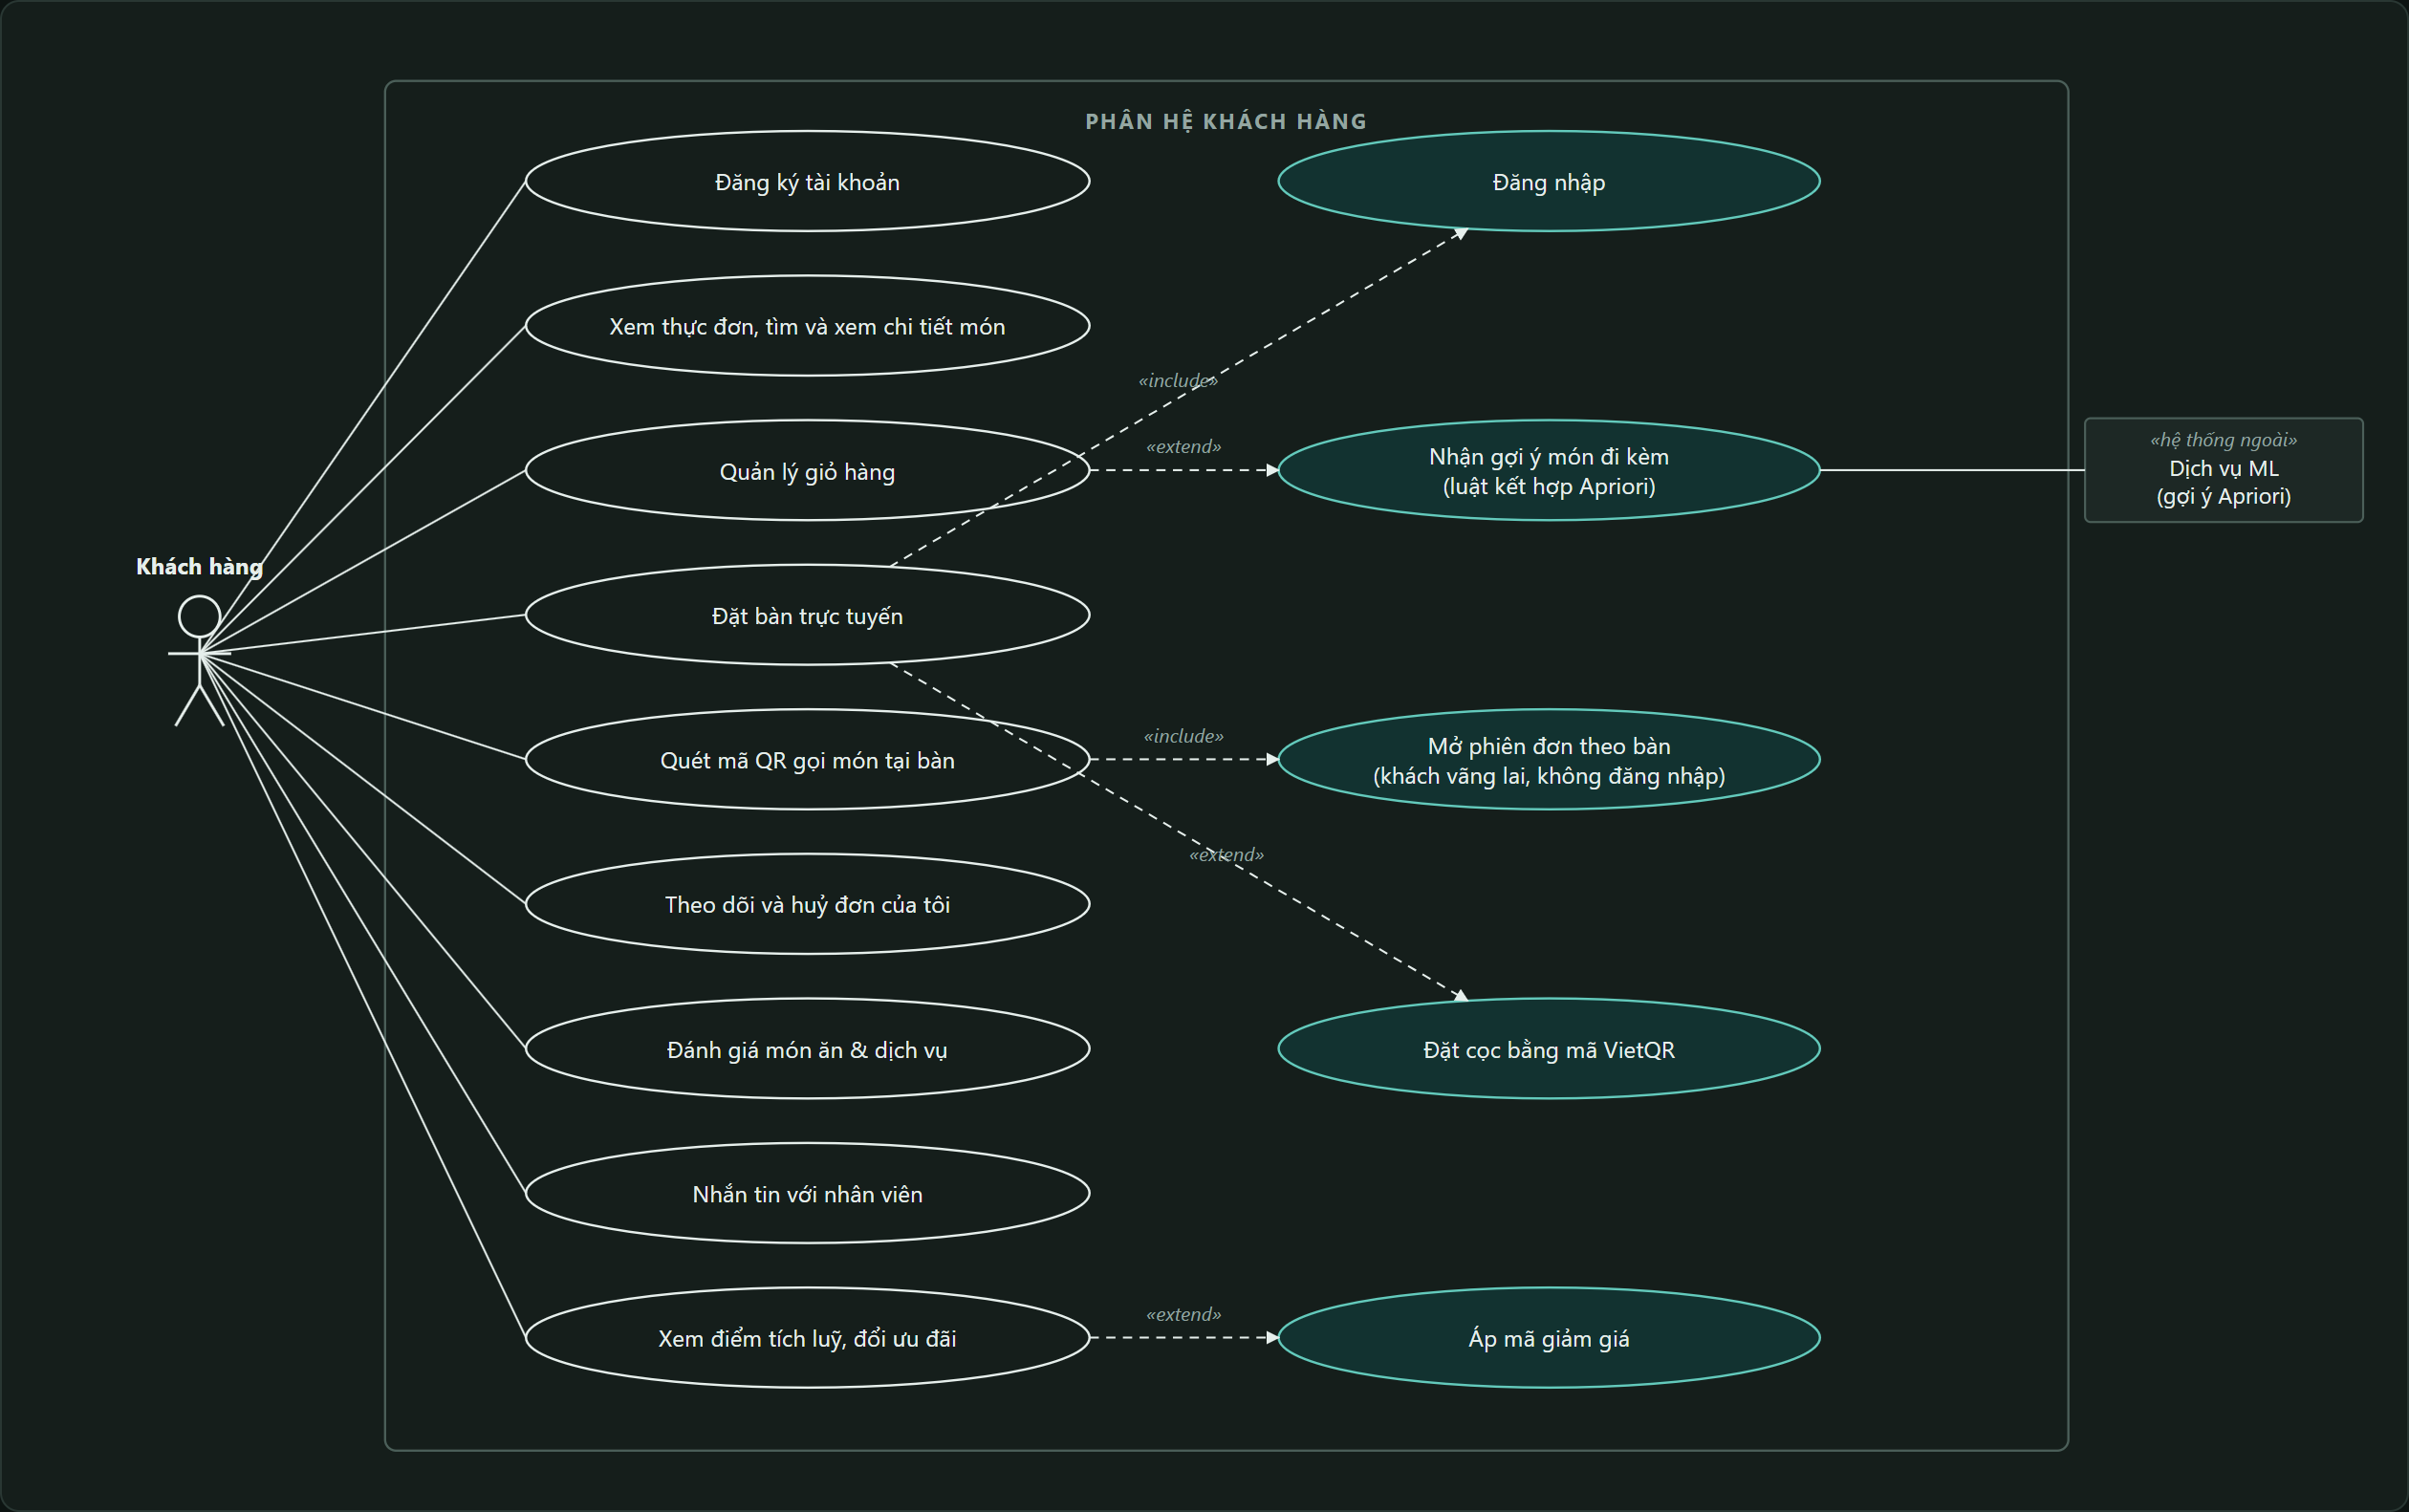 PHÂN HỆ KHÁCH HÀNG
Đăng ký tài khoản
Đăng nhập
Xem thực đơn, tìm và xem chi tiết món
«include»
«extend»
Quản lý giỏ hàng
Nhận gợi ý món đi kèm
(luật kết hợp Apriori)
«hệ thống ngoài»
Dịch vụ ML
(gợi ý Apriori)
Khách hàng
Đặt bàn trực tuyến
«include»
Quét mã QR gọi món tại bàn
Mở phiên đơn theo bàn
(khách vãng lai, không đăng nhập)
«extend»
Theo dõi và huỷ đơn của tôi
Đánh giá món ăn & dịch vụ
Đặt cọc bằng mã VietQR
Nhắn tin với nhân viên
«extend»
Xem điểm tích luỹ, đổi ưu đãi
Áp mã giảm giá